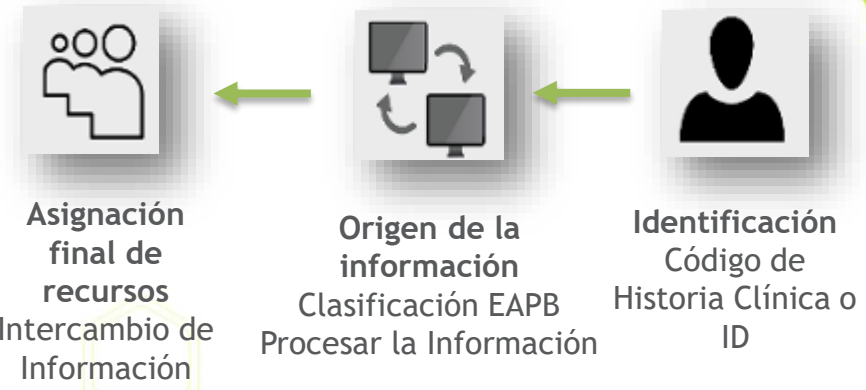 Asignación
final de
recursos
Intercambio de
Información
Origen de la
información
Clasificación EAPB
Procesar la Información
Identificación
Código de
Historia Clínica o
ID